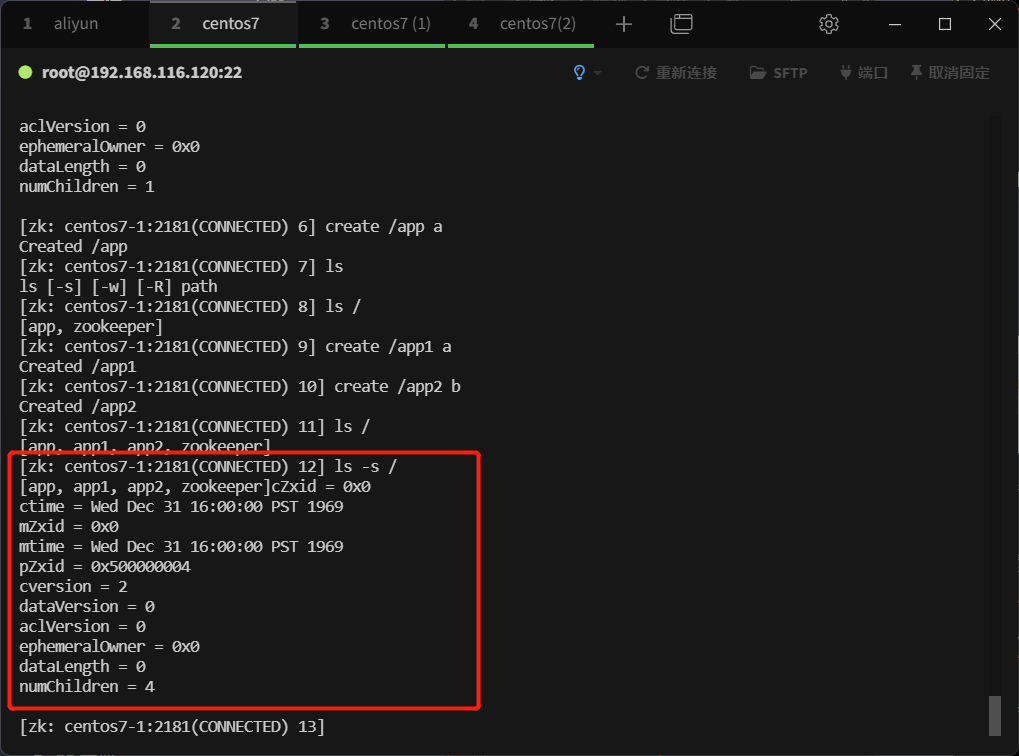 1 aliyun 2 centos7 3 centos7 (1) 4 centos7(2)
root@192.168.116.120:22 重新连接 SFTP 端口 取消固定
aclVersion = 0
ephemeralOwner = 0x0
dataLength = 0
numChildren = 1
[zk: centos7-1:2181(CONNECTED) 6] create /app a
Created /app
[zk: centos7-1:2181(CONNECTED) 7] ls
ls [-s] [-w] [-R] path
[zk: centos7-1:2181(CONNECTED) 8] ls /
[app, zookeeper]
[zk: centos7-1:2181(CONNECTED) 9] create /app1 a
Created /app1
[zk: centos7-1:2181(CONNECTED) 10] create /app2 b
Created /app2
[zk: centos7-1:2181(CONNECTED) 11] ls /
[app, app1, app2, zookeeper]
[zk: centos7-1:2181(CONNECTED) 12] ls -s /
[app, app1, app2, zookeeper]cZxid = 0x0
ctime = Wed Dec 31 16:00:00 PST 1969
mZxid = 0x0
mtime = Wed Dec 31 16:00:00 PST 1969
pZxid = 0x500000004
cversion = 2
dataVersion = 0
aclVersion = 0
ephemeralOwner = 0x0
dataLength = 0
numChildren = 4
[zk: centos7-1:2181(CONNECTED) 13]